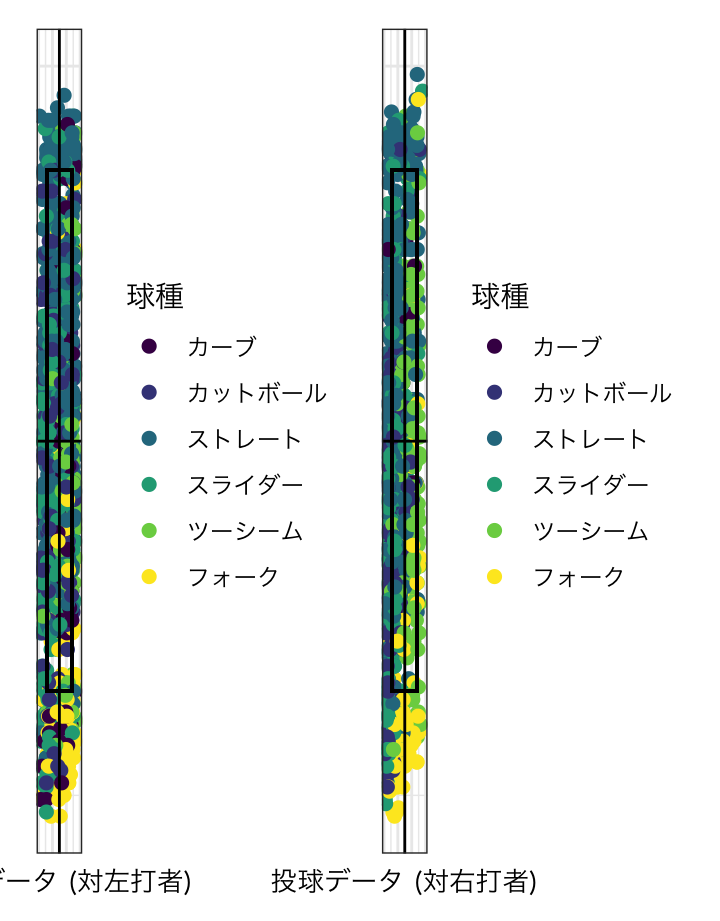 球種
カーブ
カットボール
ストレート
スライダー
ツーシーム
フォーク
球種
カーブ
カットボール
ストレート
スライダー
ツーシーム
フォーク
データ (対左打者)
投球データ (対右打者)